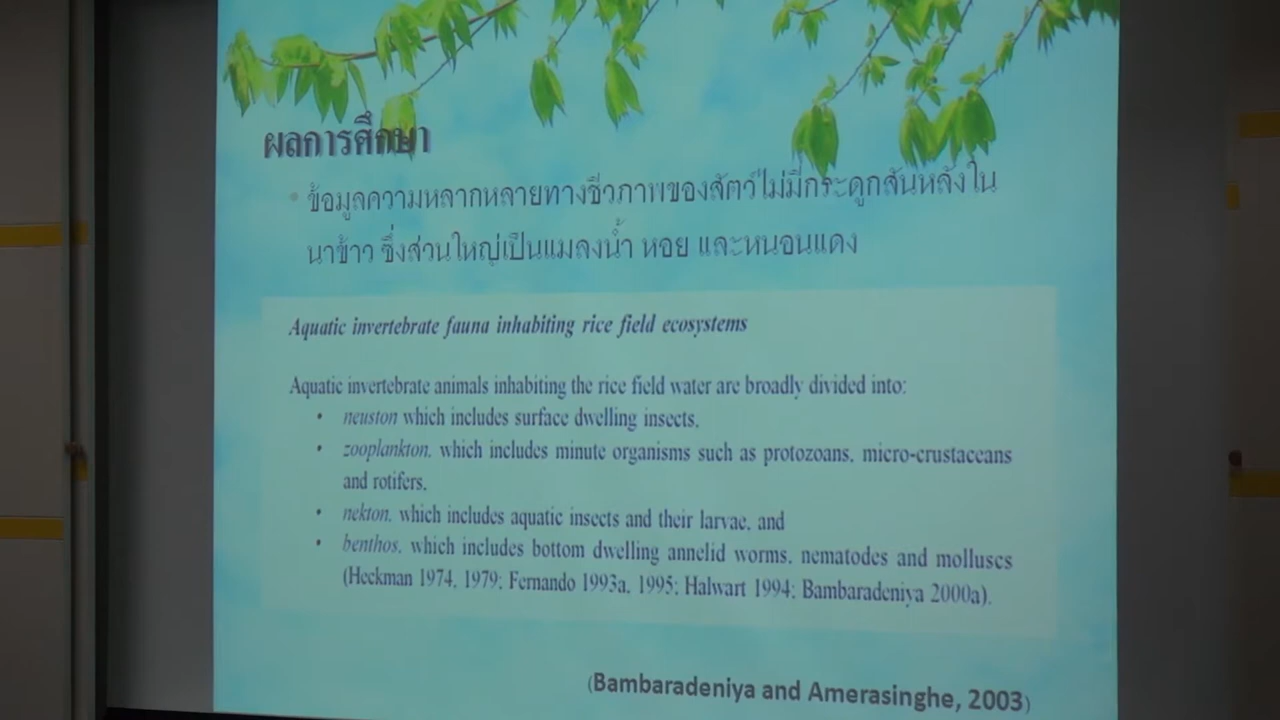 ผลการศึกษา
• ข้อมูลความหลากหลายทางชีวภาพของสัตว์ไม่มีกระดูกสันหลังใน
นาข้าว ซึ่งส่วนใหญ่เป็นแมลงน้ำ หอย และหนอนแดง
Aquatic invertebrate fauna inhabiting rice field ecosystems
Aquatic invertebrate animals inhabiting the rice field water are broadly divided into:
• neuston which includes surface dwelling insects,
• zooplankton, which includes minute organisms such as protozoans, micro-crustaceans
and rotifers,
• nekton, which includes aquatic insects and their larvae, and
• benthos, which includes bottom dwelling annelid worms, nematodes and molluscs
(Heckman 1974, 1979; Fernando 1993a, 1995; Halwart 1994; Bambaradeniya 2000a).
(Bambaradeniya and Amerasinghe, 2003)